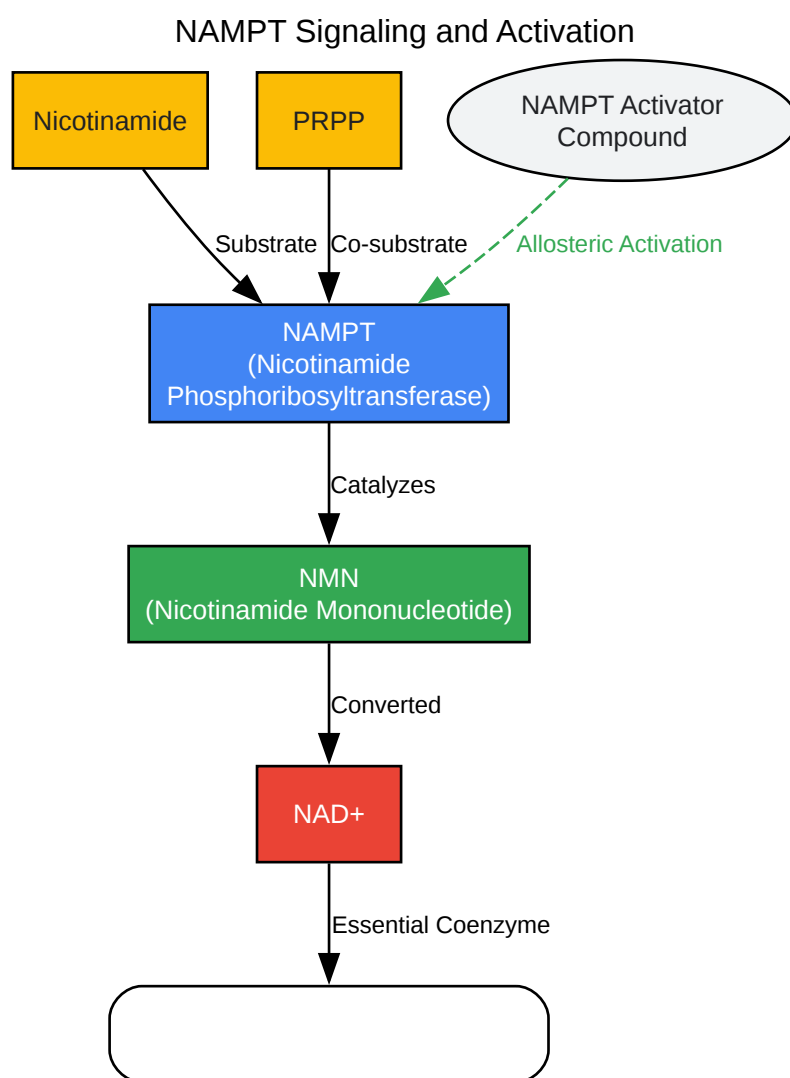 NAMPT Signaling and Activation
Nicotinamide
PRPP
NAMPT Activator
Compound
Substrate
Co-substrate
Allosteric Activation
NAMPT
(Nicotinamide
Phosphoribosyltransferase)
Catalyzes
NMN
(Nicotinamide Mononucleotide)
Converted
NAD+
Essential Coenzyme